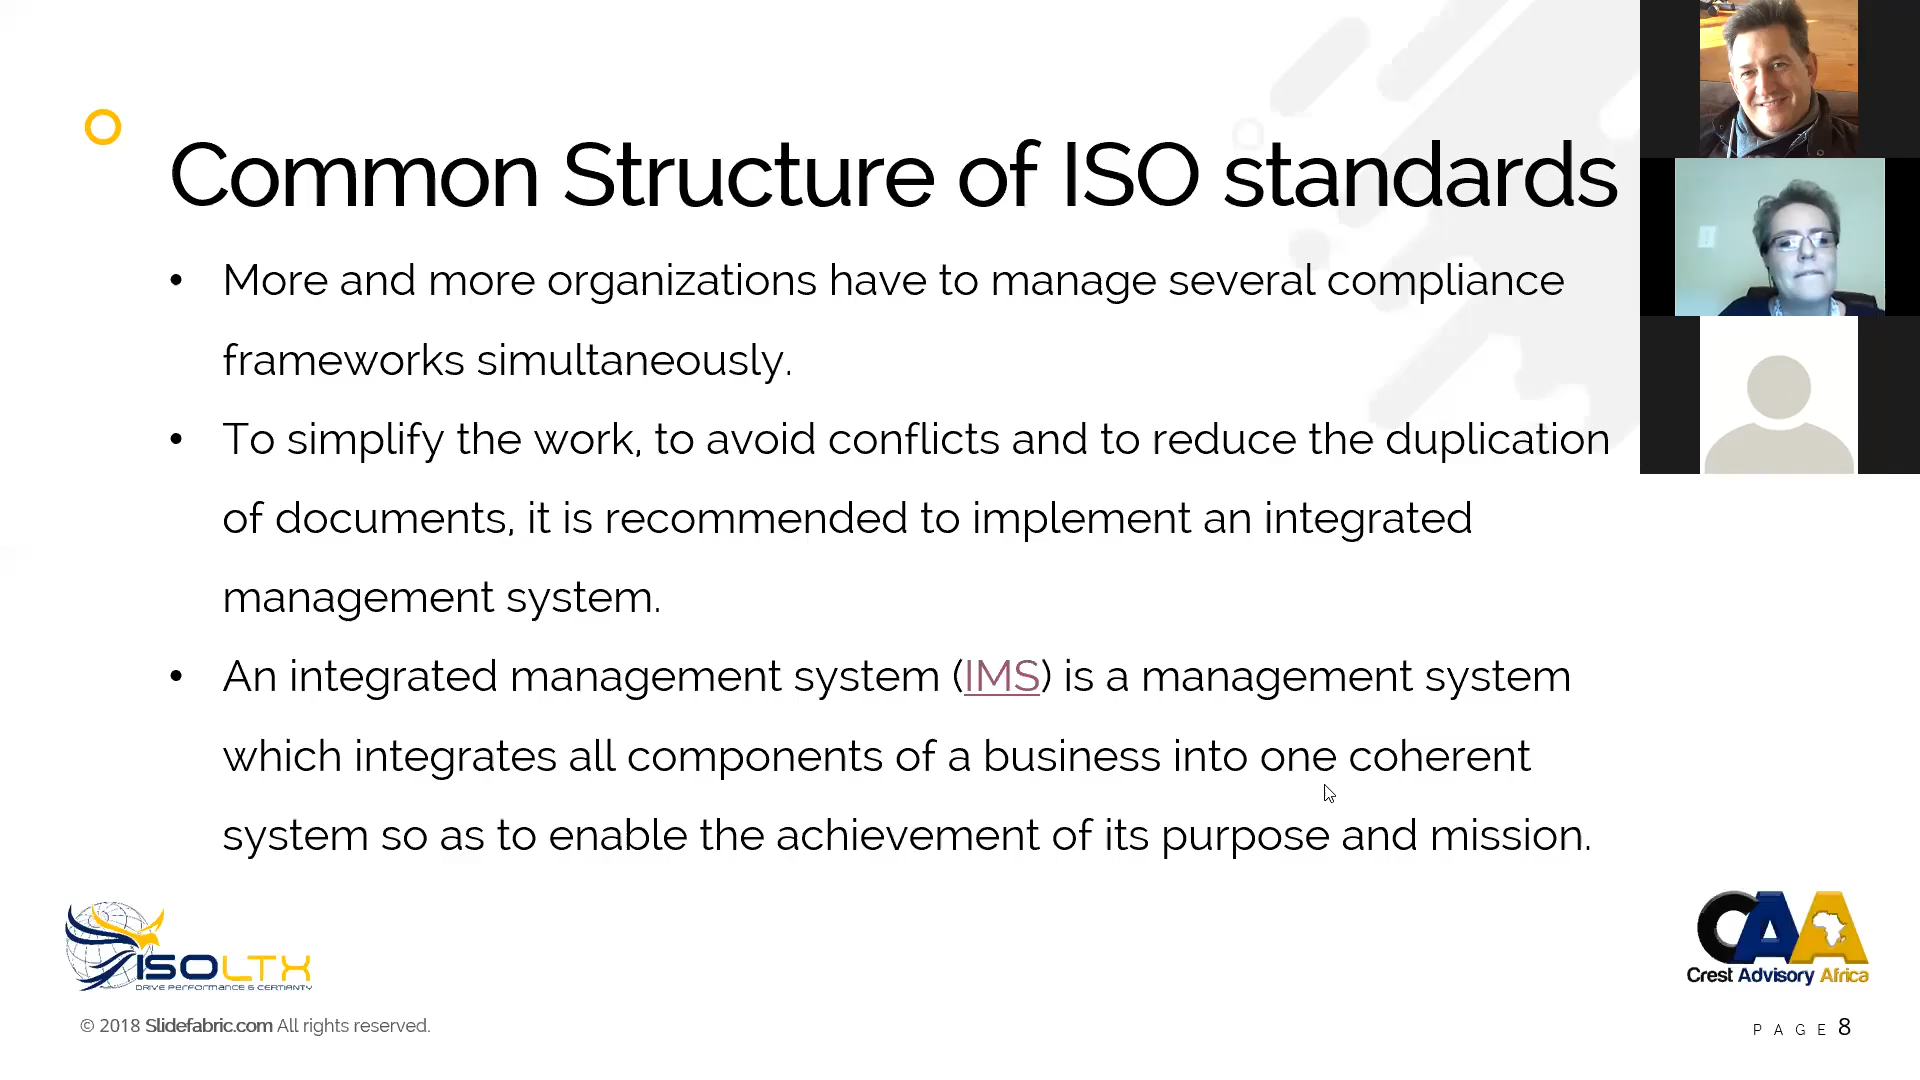 Common Structure of ISO standards
• More and more organizations have to manage several compliance
frameworks simultaneously.
• To simplify the work, to avoid conflicts and to reduce the duplication
of documents, it is recommended to implement an integrated
management system.
• An integrated management system (IMS) is a management system
which integrates all components of a business into one coherent
system so as to enable the achievement of its purpose and mission.
ISOLTX
DRIVE PERFORMANCE & CERTIANTY
CAA
Crest Advisory Africa
© 2018 Slidefabric.com All rights reserved.
PAGE 8